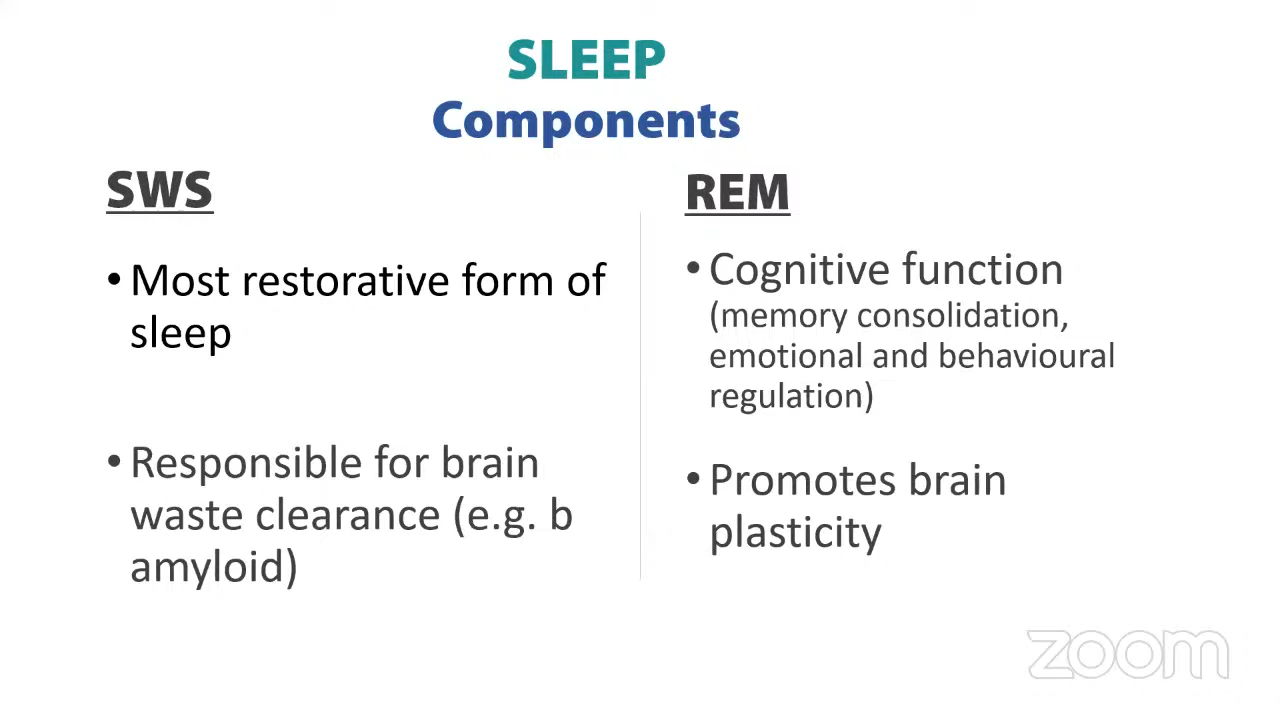 SLEEP
Components
SWS
• Most restorative form of
sleep
• Responsible for brain
waste clearance (e.g. b
amyloid)
REM
• Cognitive function
(memory consolidation,
emotional and behavioural
regulation)
• Promotes brain
plasticity
zoom